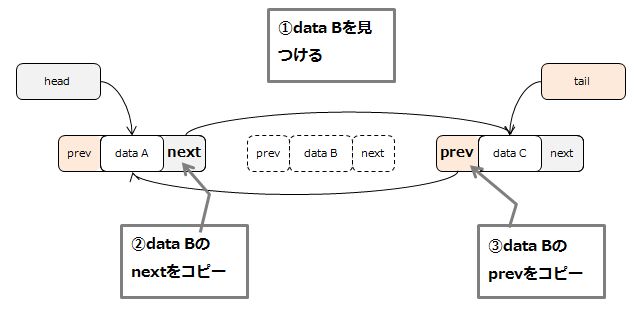 ①data Bを見
つける
head
tail
prev data A next
prev data B next
prev data C next
②data Bの
nextをコピー
③data Bの
prevをコピー